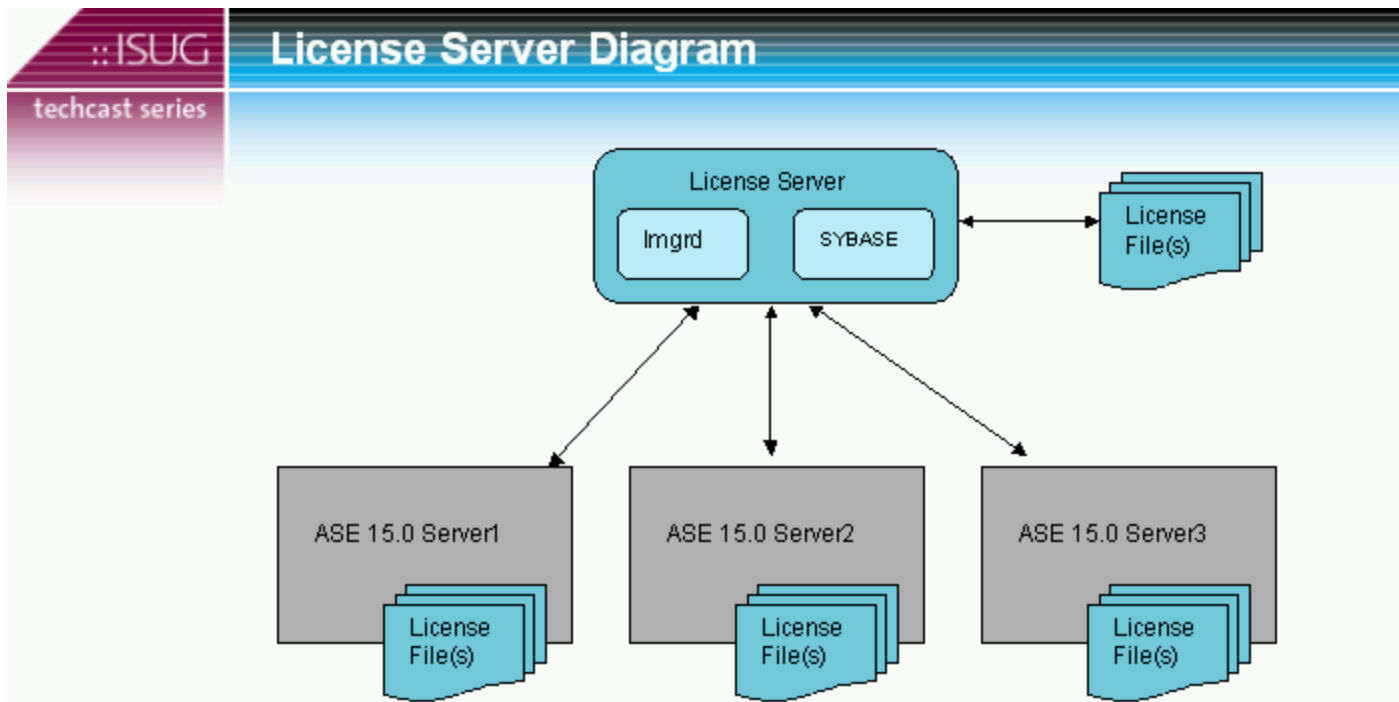 :: ISUG
License Server Diagram
techcast series
License Server
lmgrd
SYBASE
License
File(s)
ASE 15.0 Server1
ASE 15.0 Server2
ASE 15.0 Server3
License
File(s)
License
File(s)
License
File(s)